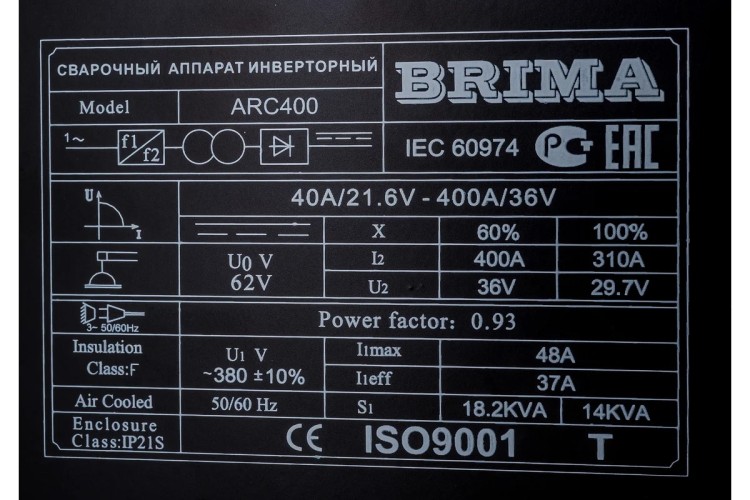 СВАРОЧНЫЙ АППАРАТ ИНВЕРТОРНЫЙ
BRIMA
Model ARC400
1~ f1 f2
IEC 60974 PCT EAC
U I
40A/21.6V - 400A/36V
X 60% 100%
U0 V
62V
I2 400A 310A
U2 36V 29.7V
3~ 50/60Hz
Power factor: 0.93
Insulation
Class:F
U1 V
~380 ±10%
I1max 48A
I1eff 37A
Air Cooled 50/60 Hz S1 18.2KVA 14KVA
Enclosure
Class:IP21S
CE ISO9001 T